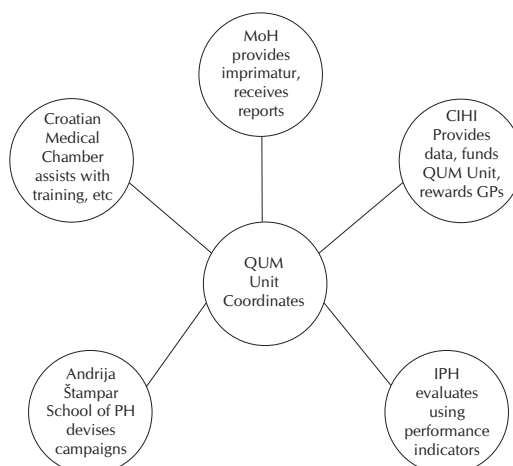 MoH
provides
imprimatur,
receives
reports
Croatian
Medical
Chamber
assists with
training, etc
CIHI
Provides
data, funds
QUM Unit,
rewards GPs
QUM
Unit
Coordinates
Andrija
Štampar
School of PH
devises
campaigns
IPH
evaluates
using
performance
indicators